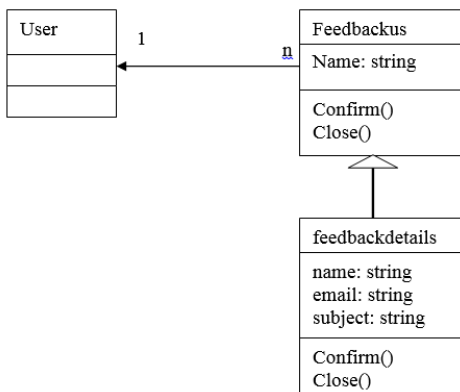 User
1
n
Feedbackus
Name: string
Confirm()
Close()
feedbackdetails
name: string
email: string
subject: string
Confirm()
Close()